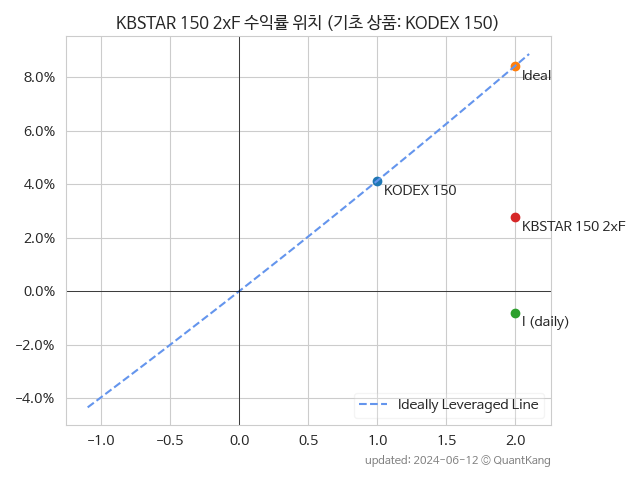 KBSTAR 150 2xF 수익률 위치 (기초 상품: KODEX 150)
8.0%
6.0%
4.0%
2.0%
0.0%
−2.0%
−4.0%
Ideal
KODEX 150
KBSTAR 150 2xF
I (daily)
Ideally Leveraged Line
−1.0 −0.5 0.0 0.5 1.0 1.5 2.0
updated: 2024-06-12 © QuantKang